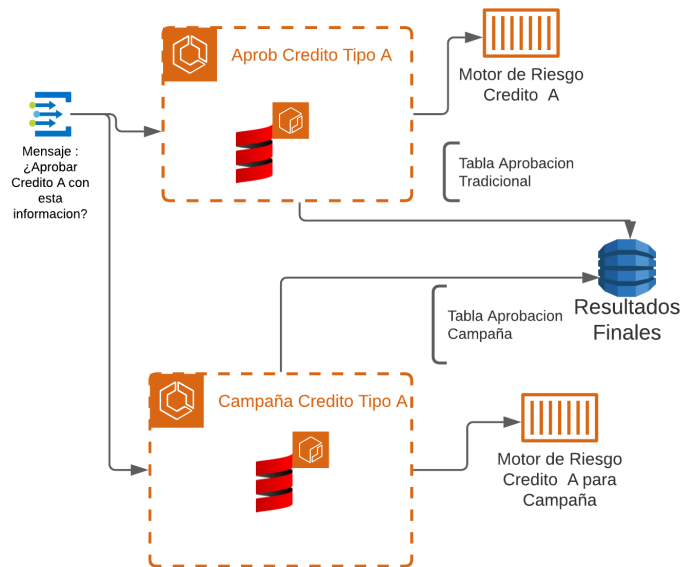 Aprob Credito Tipo A
Motor de Riesgo
Credito A
Mensaje :
¿Aprobar
Credito A con
esta
informacion?
Tabla Aprobacion
Tradicional
Resultados
Finales
Tabla Aprobacion
Campaña
Campaña Credito Tipo A
Motor de Riesgo
Credito A para
Campaña